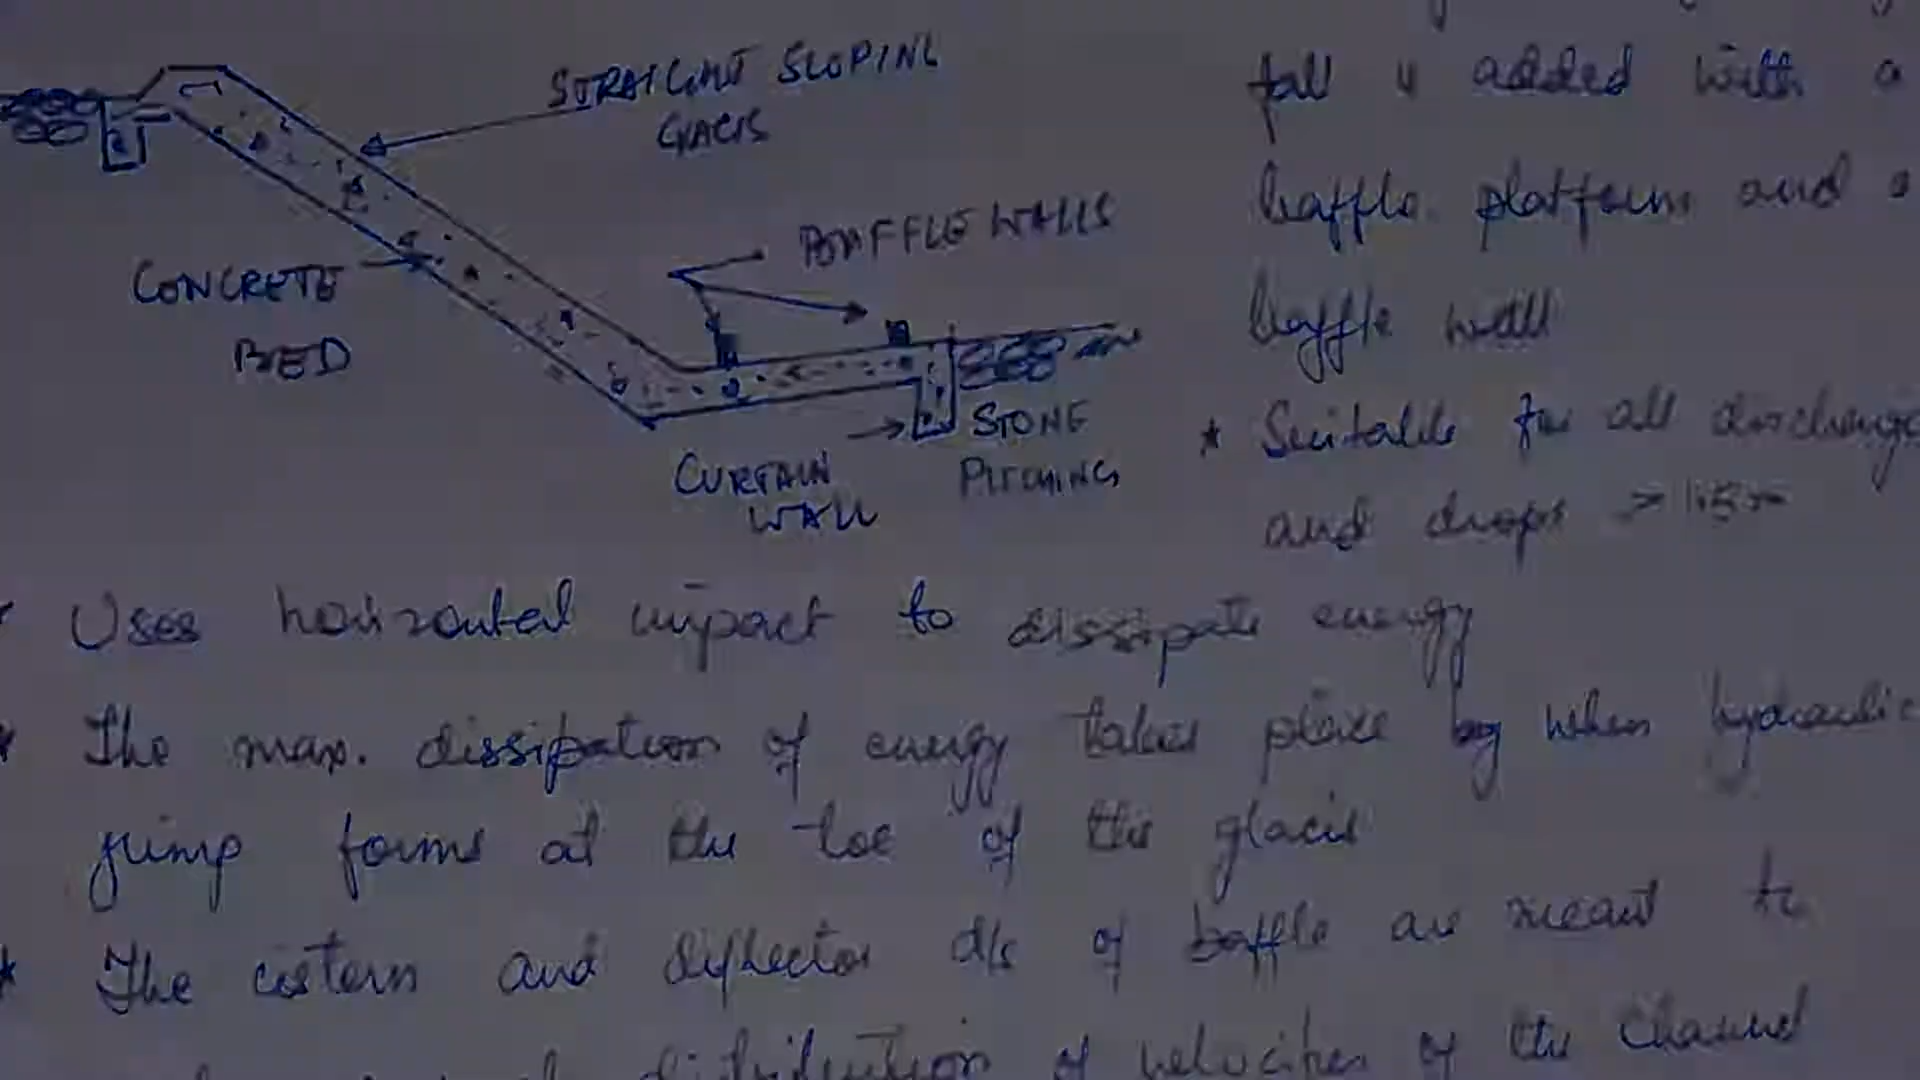 STRAIGHT SLOPING
GLACIS
BAFFLE WALLS
CONCRETE
BED
CURTAIN
WALL
STONE
PITCHING
fall is added with a
baffle platform and a
baffle wall
* Suitable for all discharge
and drops > 1.5m
Uses horizontal impact to dissipate energy
* The max. dissipation of energy takes place by when hydraulic
jump forms at the toe of the glacis
* The cistern and deflector d/s of baffle are meant to
distribution of velocities of the channel